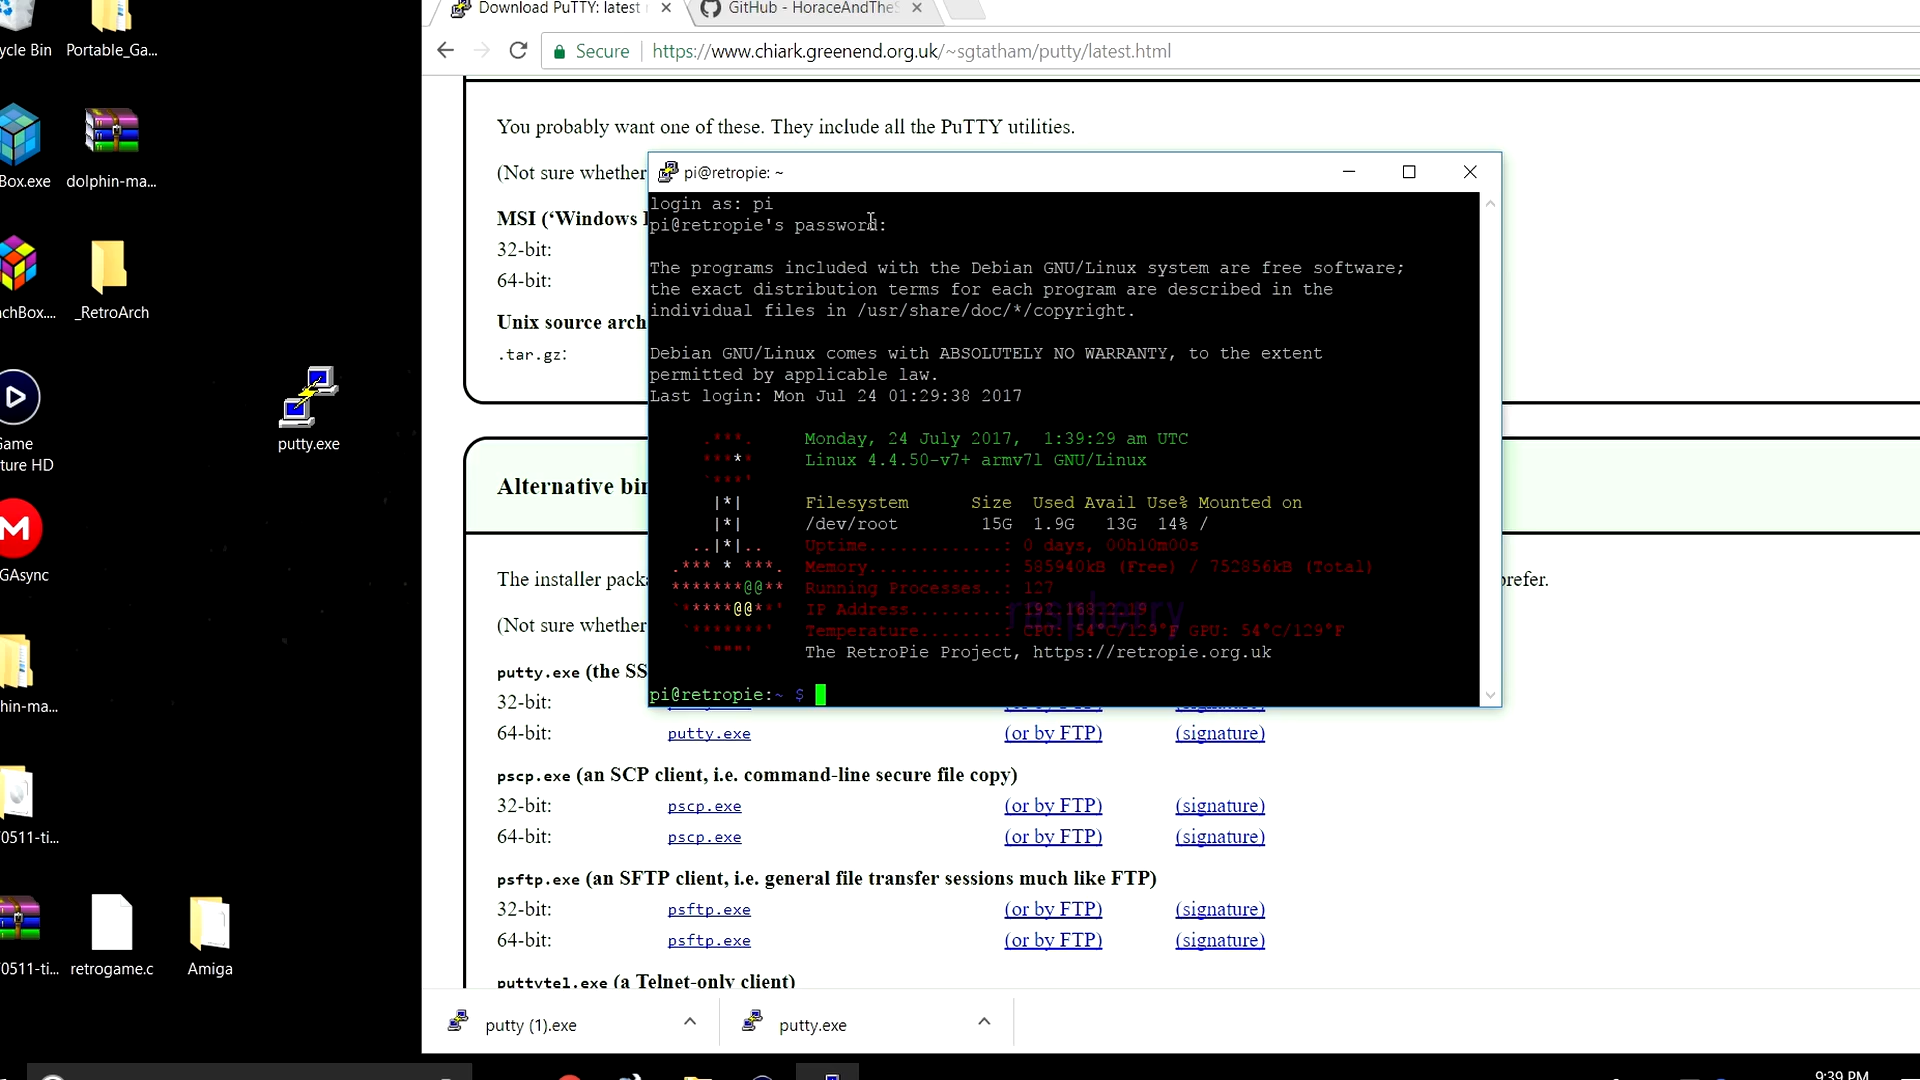 cycle Bin
Portable_Ga...
Box.exe
dolphin-ma...
chBox....
_RetroArch
Game
ture HD
putty.exe
GAsync
hin-ma...
0511-ti...
0511-ti...
retrogame.c
Amiga
Download PuTTY: latest
GitHub - HoraceAndTheS
Secure
https://www.chiark.greenend.org.uk/~sgtatham/putty/latest.html
You probably want one of these. They include all the PuTTY utilities.
(Not sure whether
MSI (‘Windows I
32-bit:
64-bit:
Unix source arch
.tar.gz:
Alternative bin
The installer packa
prefer.
(Not sure whether
putty.exe (the SS
32-bit:
64-bit: putty.exe (or by FTP) (signature)
pscp.exe (an SCP client, i.e. command-line secure file copy)
32-bit: pscp.exe (or by FTP) (signature)
64-bit: pscp.exe (or by FTP) (signature)
psftp.exe (an SFTP client, i.e. general file transfer sessions much like FTP)
32-bit: psftp.exe (or by FTP) (signature)
64-bit: psftp.exe (or by FTP) (signature)
puttytel.exe (a Telnet-only client)
pi@retropie: ~
login as: pi
pi@retropie's password:
The programs included with the Debian GNU/Linux system are free software;
the exact distribution terms for each program are described in the
individual files in /usr/share/doc/*/copyright.
Debian GNU/Linux comes with ABSOLUTELY NO WARRANTY, to the extent
permitted by applicable law.
Last login: Mon Jul 24 01:29:38 2017
Monday, 24 July 2017, 1:39:29 am UTC
Linux 4.4.50-v7+ armv7l GNU/Linux
Filesystem Size Used Avail Use% Mounted on
/dev/root 15G 1.9G 13G 14% /
Uptime.............: 0 days, 00h10m00s
Memory.............: 585940kB (Free) / 752856kB (Total)
Running Processes..: 127
IP Address.........:
Temperature........: CPU: 54°C/129°F GPU: 54°C/129°F
The RetroPie Project, https://retropie.org.uk
raspberry
pi@retropie:~ $
putty (1).exe
putty.exe
9:39 PM